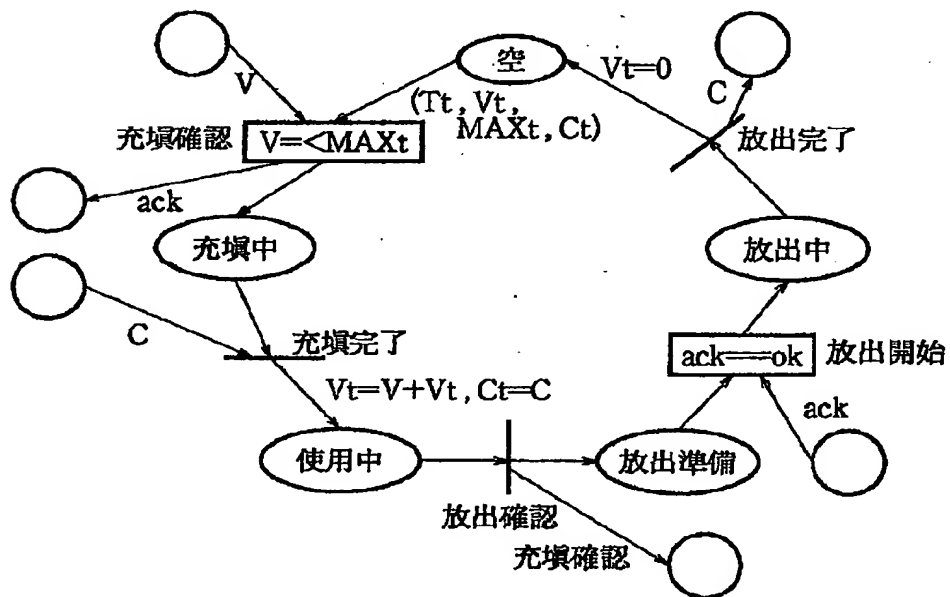 空
Vt=0
C
V
(Tt, Vt,
MAXt, Ct)
充填確認
V=<MAXt
放出完了
ack
充填中
放出中
C
充填完了
ack==ok
放出開始
Vt=V+Vt, Ct=C
ack
使用中
放出準備
放出確認
充填確認